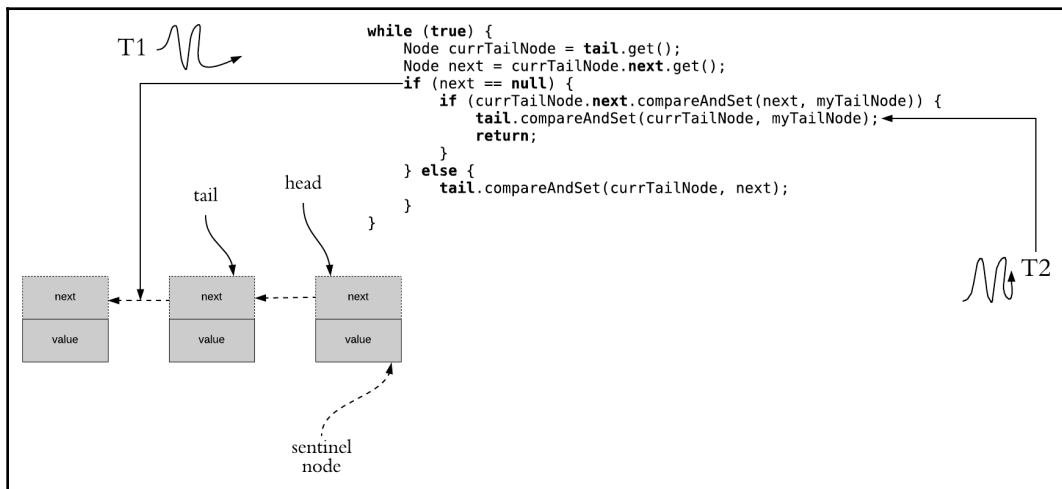 T1
while (true) {
    Node currTailNode = tail.get();
    Node next = currTailNode.next.get();
    if (next == null) {
        if (currTailNode.next.compareAndSet(next, myTailNode)) {
            tail.compareAndSet(currTailNode, myTailNode);
            return;
        }
    } else {
        tail.compareAndSet(currTailNode, next);
    }
}
tail
head
T2
next next next
value value value
sentinel
node